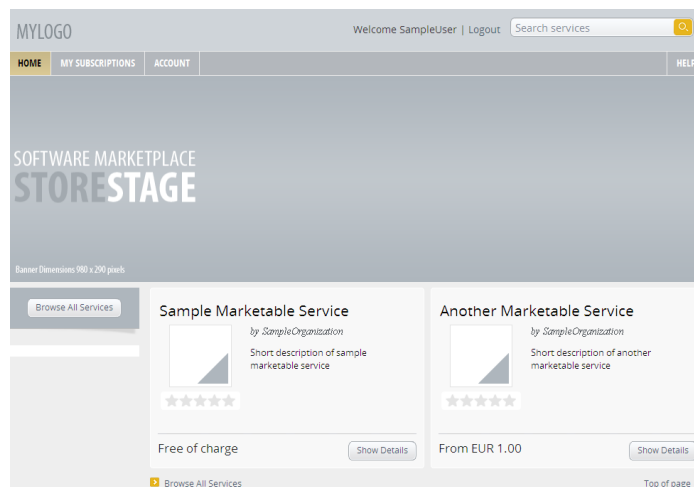 MYLOGO
Welcome SampleUser | Logout
Search services
HOME
MY SUBSCRIPTIONS
ACCOUNT
HELP
SOFTWARE MARKETPLACE
STORESTAGE
Banner Dimensions 980 x 290 pixels
Browse All Services
Sample Marketable Service
by SampleOrganization
Short description of sample
marketable service
Free of charge
Show Details
Another Marketable Service
by SampleOrganization
Short description of another
marketable service
From EUR 1.00
Show Details
Browse All Services
Top of page